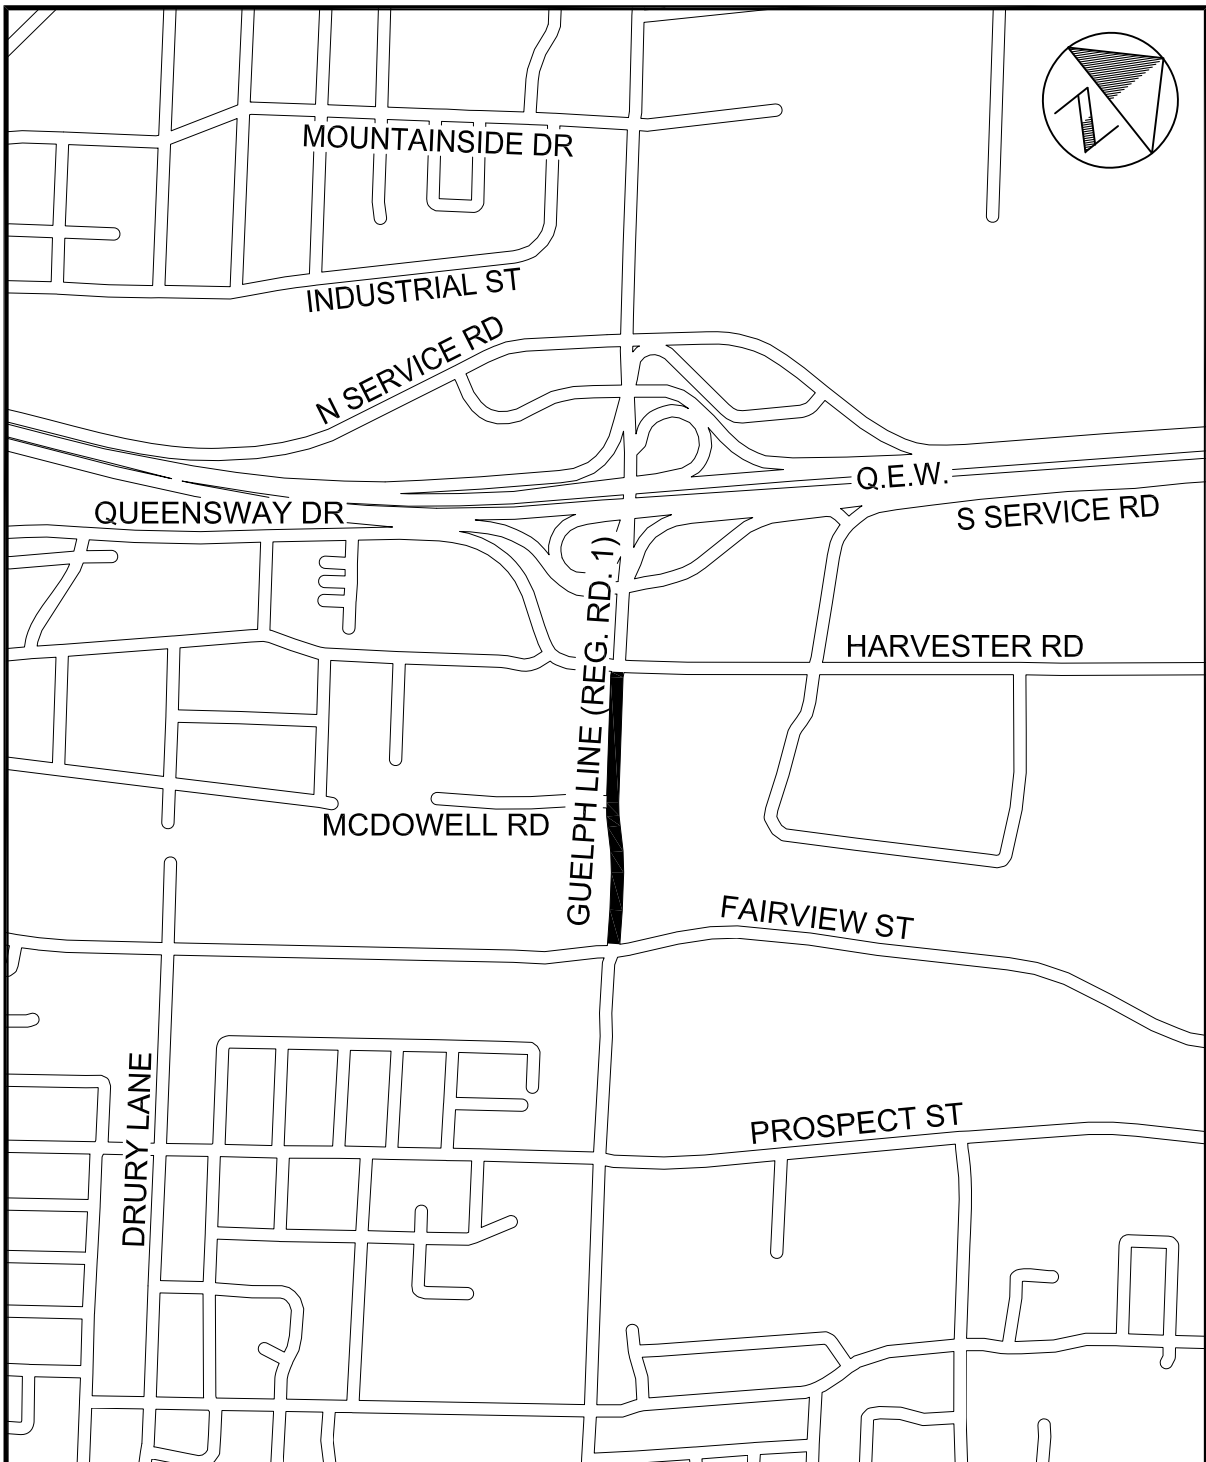 MOUNTAINSIDE DR
INDUSTRIAL ST
N SERVICE RD
Q.E.W.
QUEENSWAY DR
S SERVICE RD
HARVESTER RD
GUELPH LINE (REG. RD. 1)
MCDOWELL RD
FAIRVIEW ST
DRURY LANE
PROSPECT ST